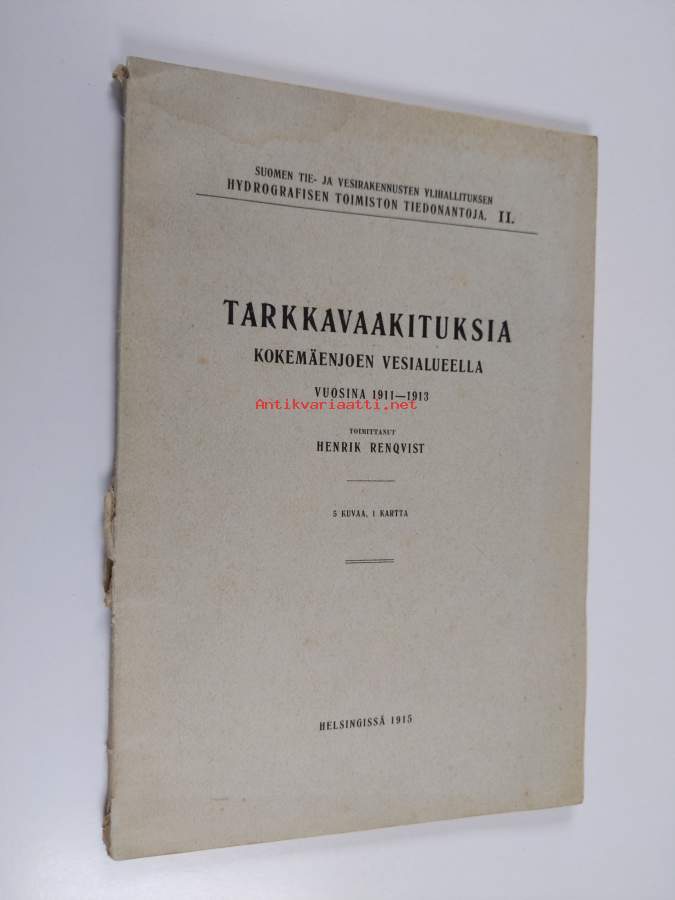 SUOMEN TIE- JA VESIRAKENNUSTEN YLIHALLITUKSEN
HYDROGRAFISEN TOIMISTON TIEDONANTOJA. II.
TARKKAVAAKITUKSIA
KOKEMÄENJOEN VESIALUEELLA
VUOSINA 1911—1913
Antikvariaatti.net
TOIMITTANUT
HENRIK RENQVIST
5 KUVAA, 1 KARTTA
HELSINGISSÄ 1915